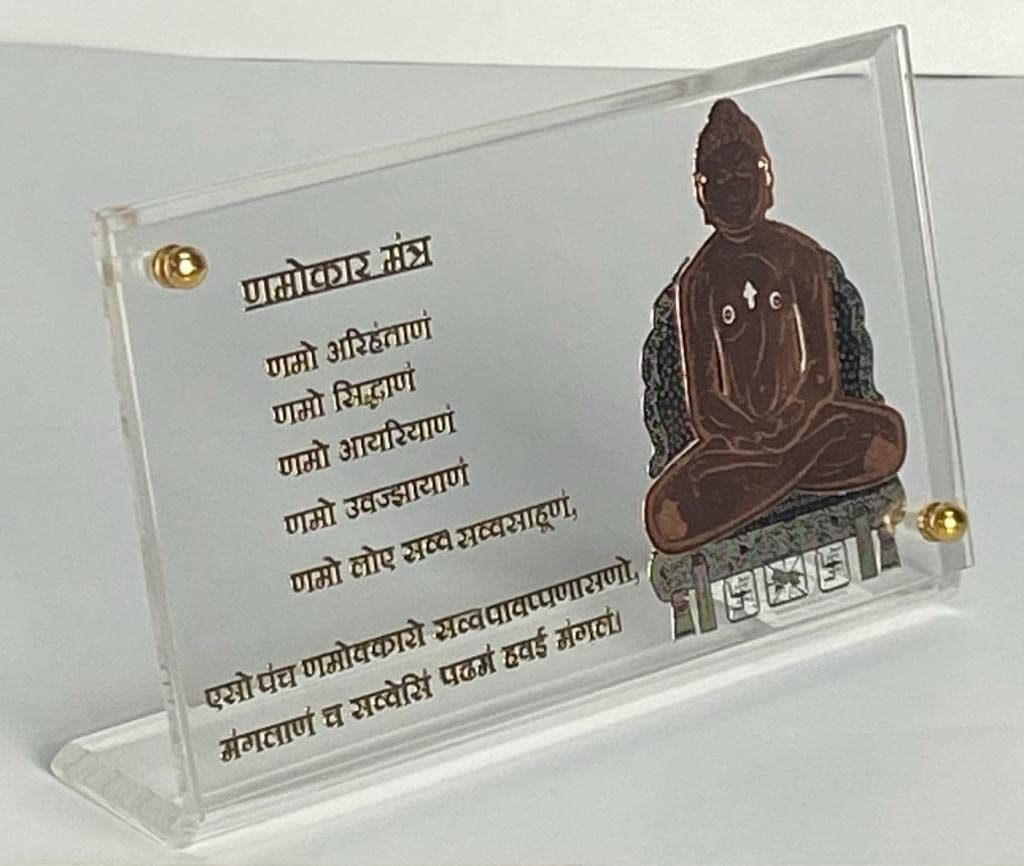 णमोकार मंत्र
णमो अरिहंताणं
णमो सिद्धाणं
णमो आयरियाणं
णमो उवज्झायाणं
णमो लोए सव्व सव्वसाहूणं,
एसो पंच णमोक्कारो सव्वपावप्पणासणो,
मंगलाणं च सव्वेसिं पढमं हवई मंगलं।